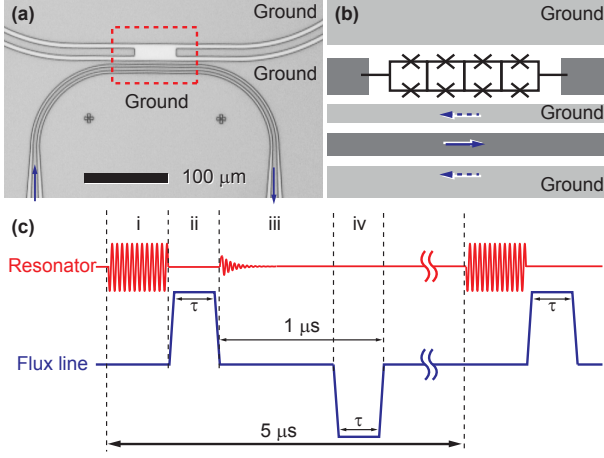 (a)
Ground
Ground
Ground
100 μm
(b)
Ground
Ground
Ground
(c)
i
ii
iii
iv
Resonator
τ
τ
1 μs
Flux line
τ
5 μs